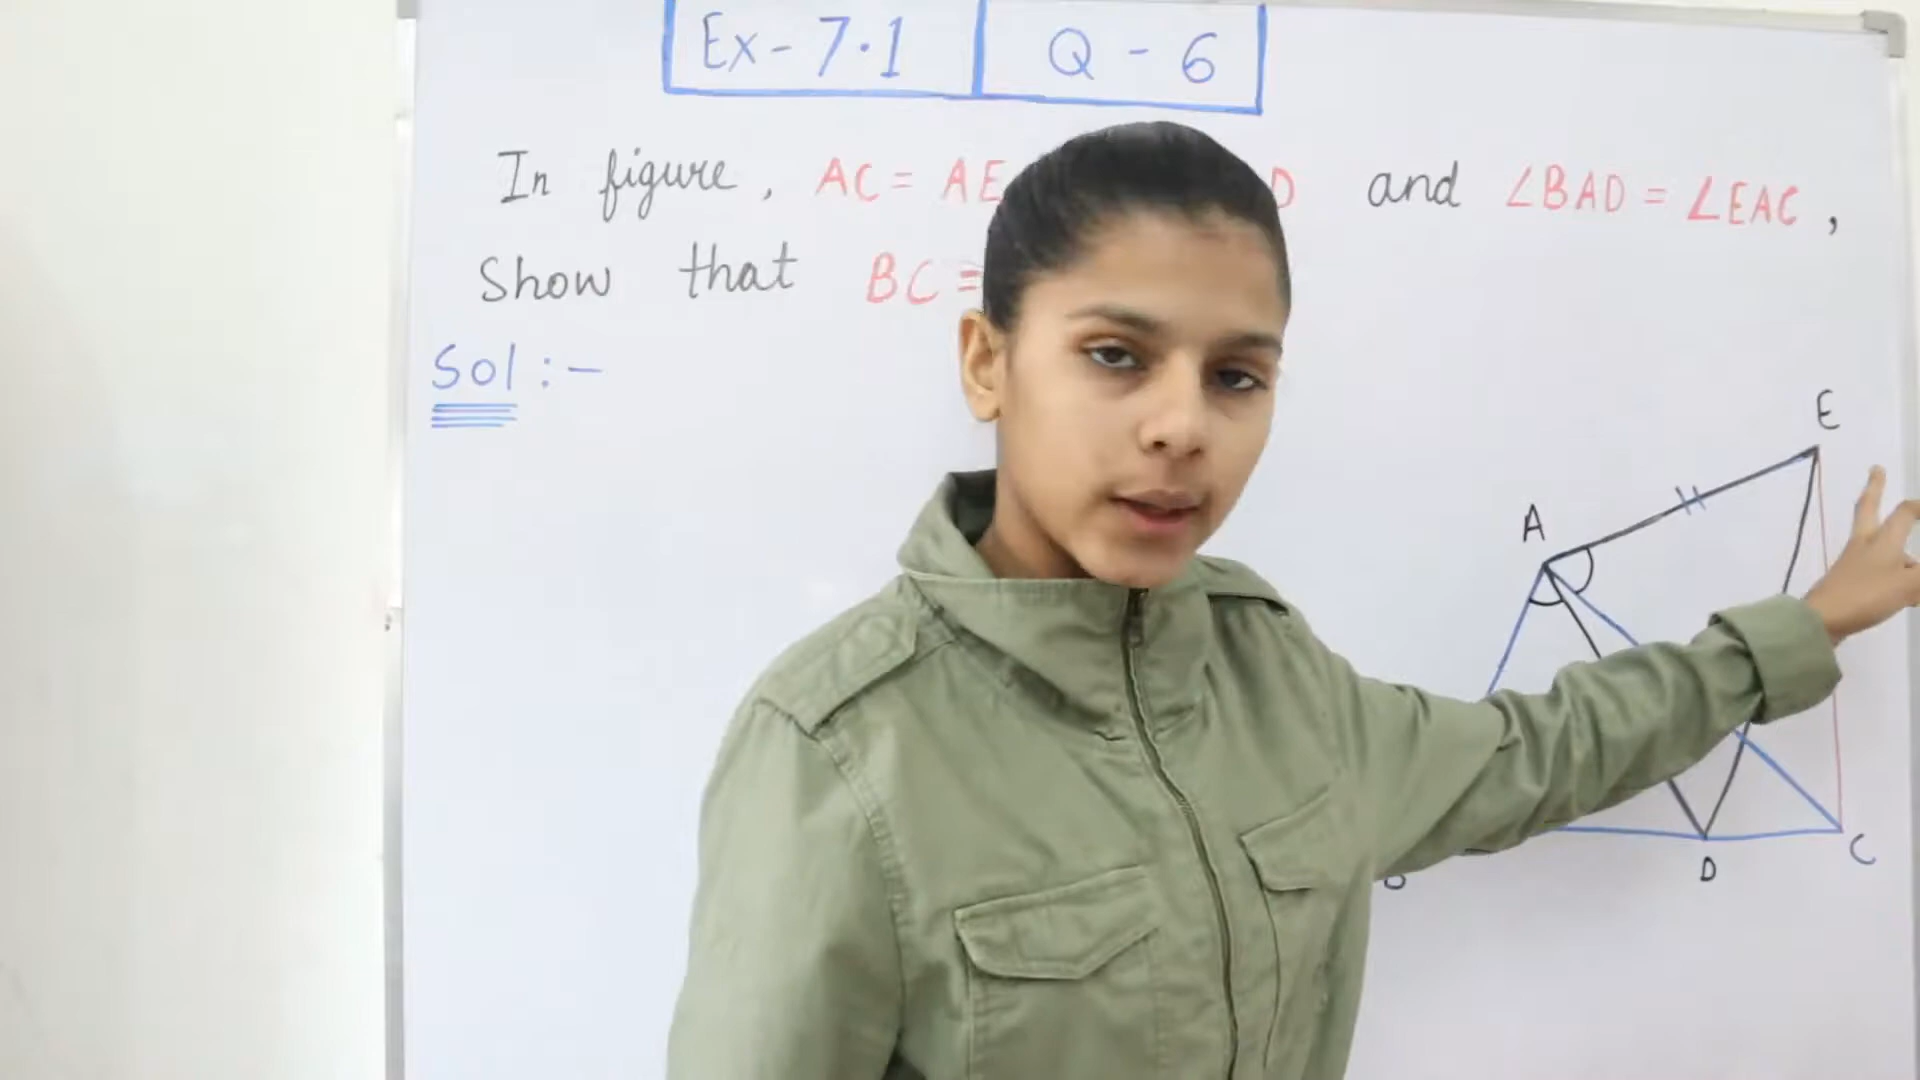 Ex - 7.1 Q - 6
In figure, AC = AE D and ∠BAD = ∠EAC,
Show that BC =
Sol :-
E
A
D C